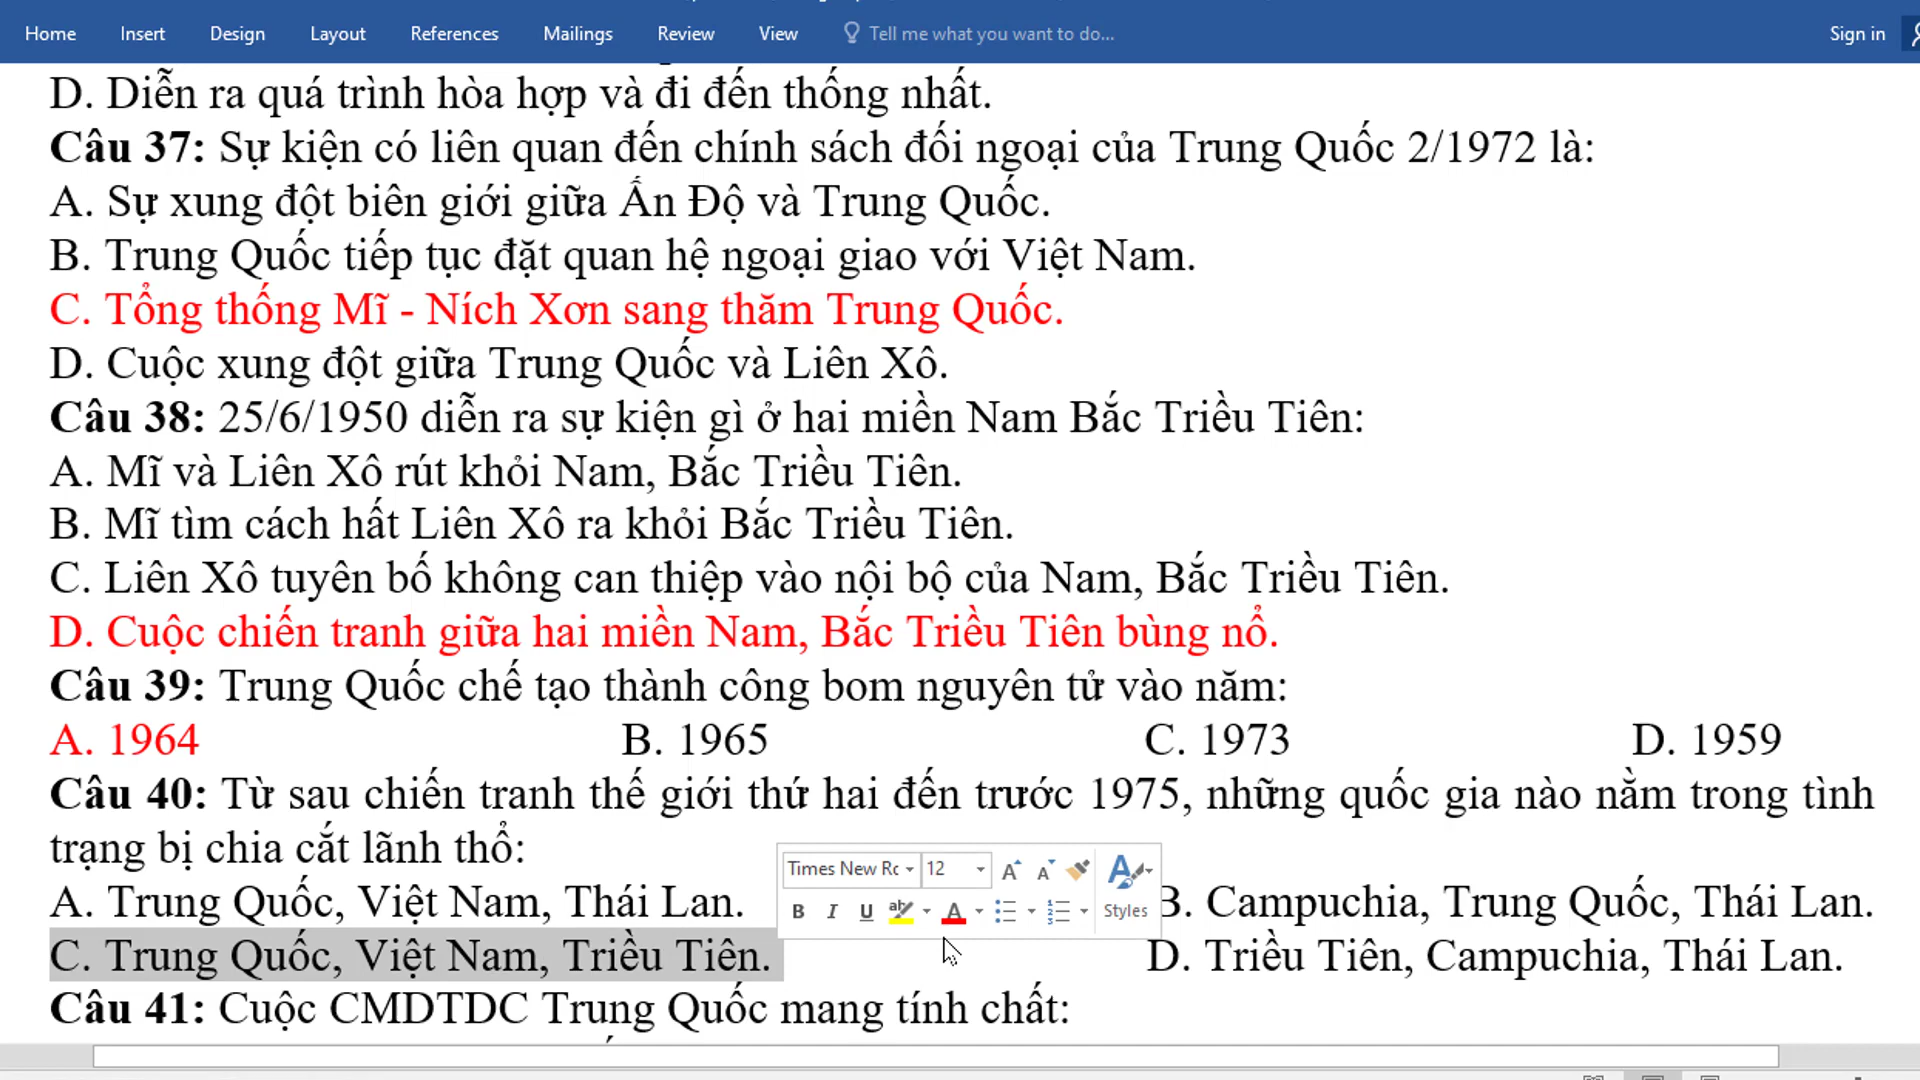 Home Insert Design Layout References Mailings Review View Tell me what you want to do... Sign in
D. Diễn ra quá trình hòa hợp và đi đến thống nhất.
Câu 37: Sự kiện có liên quan đến chính sách đối ngoại của Trung Quốc 2/1972 là:
A. Sự xung đột biên giới giữa Ấn Độ và Trung Quốc.
B. Trung Quốc tiếp tục đặt quan hệ ngoại giao với Việt Nam.
C. Tổng thống Mĩ - Ních Xơn sang thăm Trung Quốc.
D. Cuộc xung đột giữa Trung Quốc và Liên Xô.
Câu 38: 25/6/1950 diễn ra sự kiện gì ở hai miền Nam Bắc Triều Tiên:
A. Mĩ và Liên Xô rút khỏi Nam, Bắc Triều Tiên.
B. Mĩ tìm cách hất Liên Xô ra khỏi Bắc Triều Tiên.
C. Liên Xô tuyên bố không can thiệp vào nội bộ của Nam, Bắc Triều Tiên.
D. Cuộc chiến tranh giữa hai miền Nam, Bắc Triều Tiên bùng nổ.
Câu 39: Trung Quốc chế tạo thành công bom nguyên tử vào năm:
A. 1964 B. 1965 C. 1973 D. 1959
Câu 40: Từ sau chiến tranh thế giới thứ hai đến trước 1975, những quốc gia nào nằm trong tình
trạng bị chia cắt lãnh thổ:
Times New Rc 12
A. Trung Quốc, Việt Nam, Thái Lan. B. Campuchia, Trung Quốc, Thái Lan.
B I U ab A Styles
C. Trung Quốc, Việt Nam, Triều Tiên. D. Triều Tiên, Campuchia, Thái Lan.
Câu 41: Cuộc CMDTDC Trung Quốc mang tính chất: